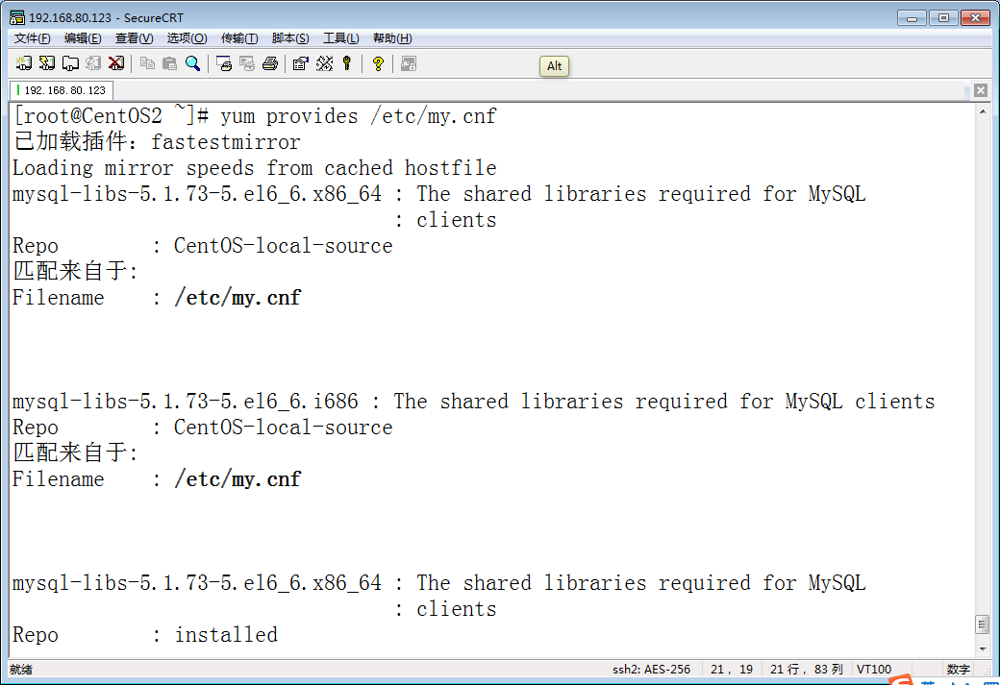 192.168.80.123 - SecureCRT
文件(F) 编辑(E) 查看(V) 选项(O) 传输(T) 脚本(S) 工具(L) 帮助(H)
Alt
192.168.80.123
[root@CentOS2 ~]# yum provides /etc/my.cnf
已加载插件：fastestmirror
Loading mirror speeds from cached hostfile
mysql-libs-5.1.73-5.el6_6.x86_64 : The shared libraries required for MySQL
: clients
Repo : CentOS-local-source
匹配来自于:
Filename : /etc/my.cnf
mysql-libs-5.1.73-5.el6_6.i686 : The shared libraries required for MySQL clients
Repo : CentOS-local-source
匹配来自于:
Filename : /etc/my.cnf
mysql-libs-5.1.73-5.el6_6.x86_64 : The shared libraries required for MySQL
: clients
Repo : installed
就绪 ssh2: AES-256 21, 19 21 行, 83 列 VT100 数字